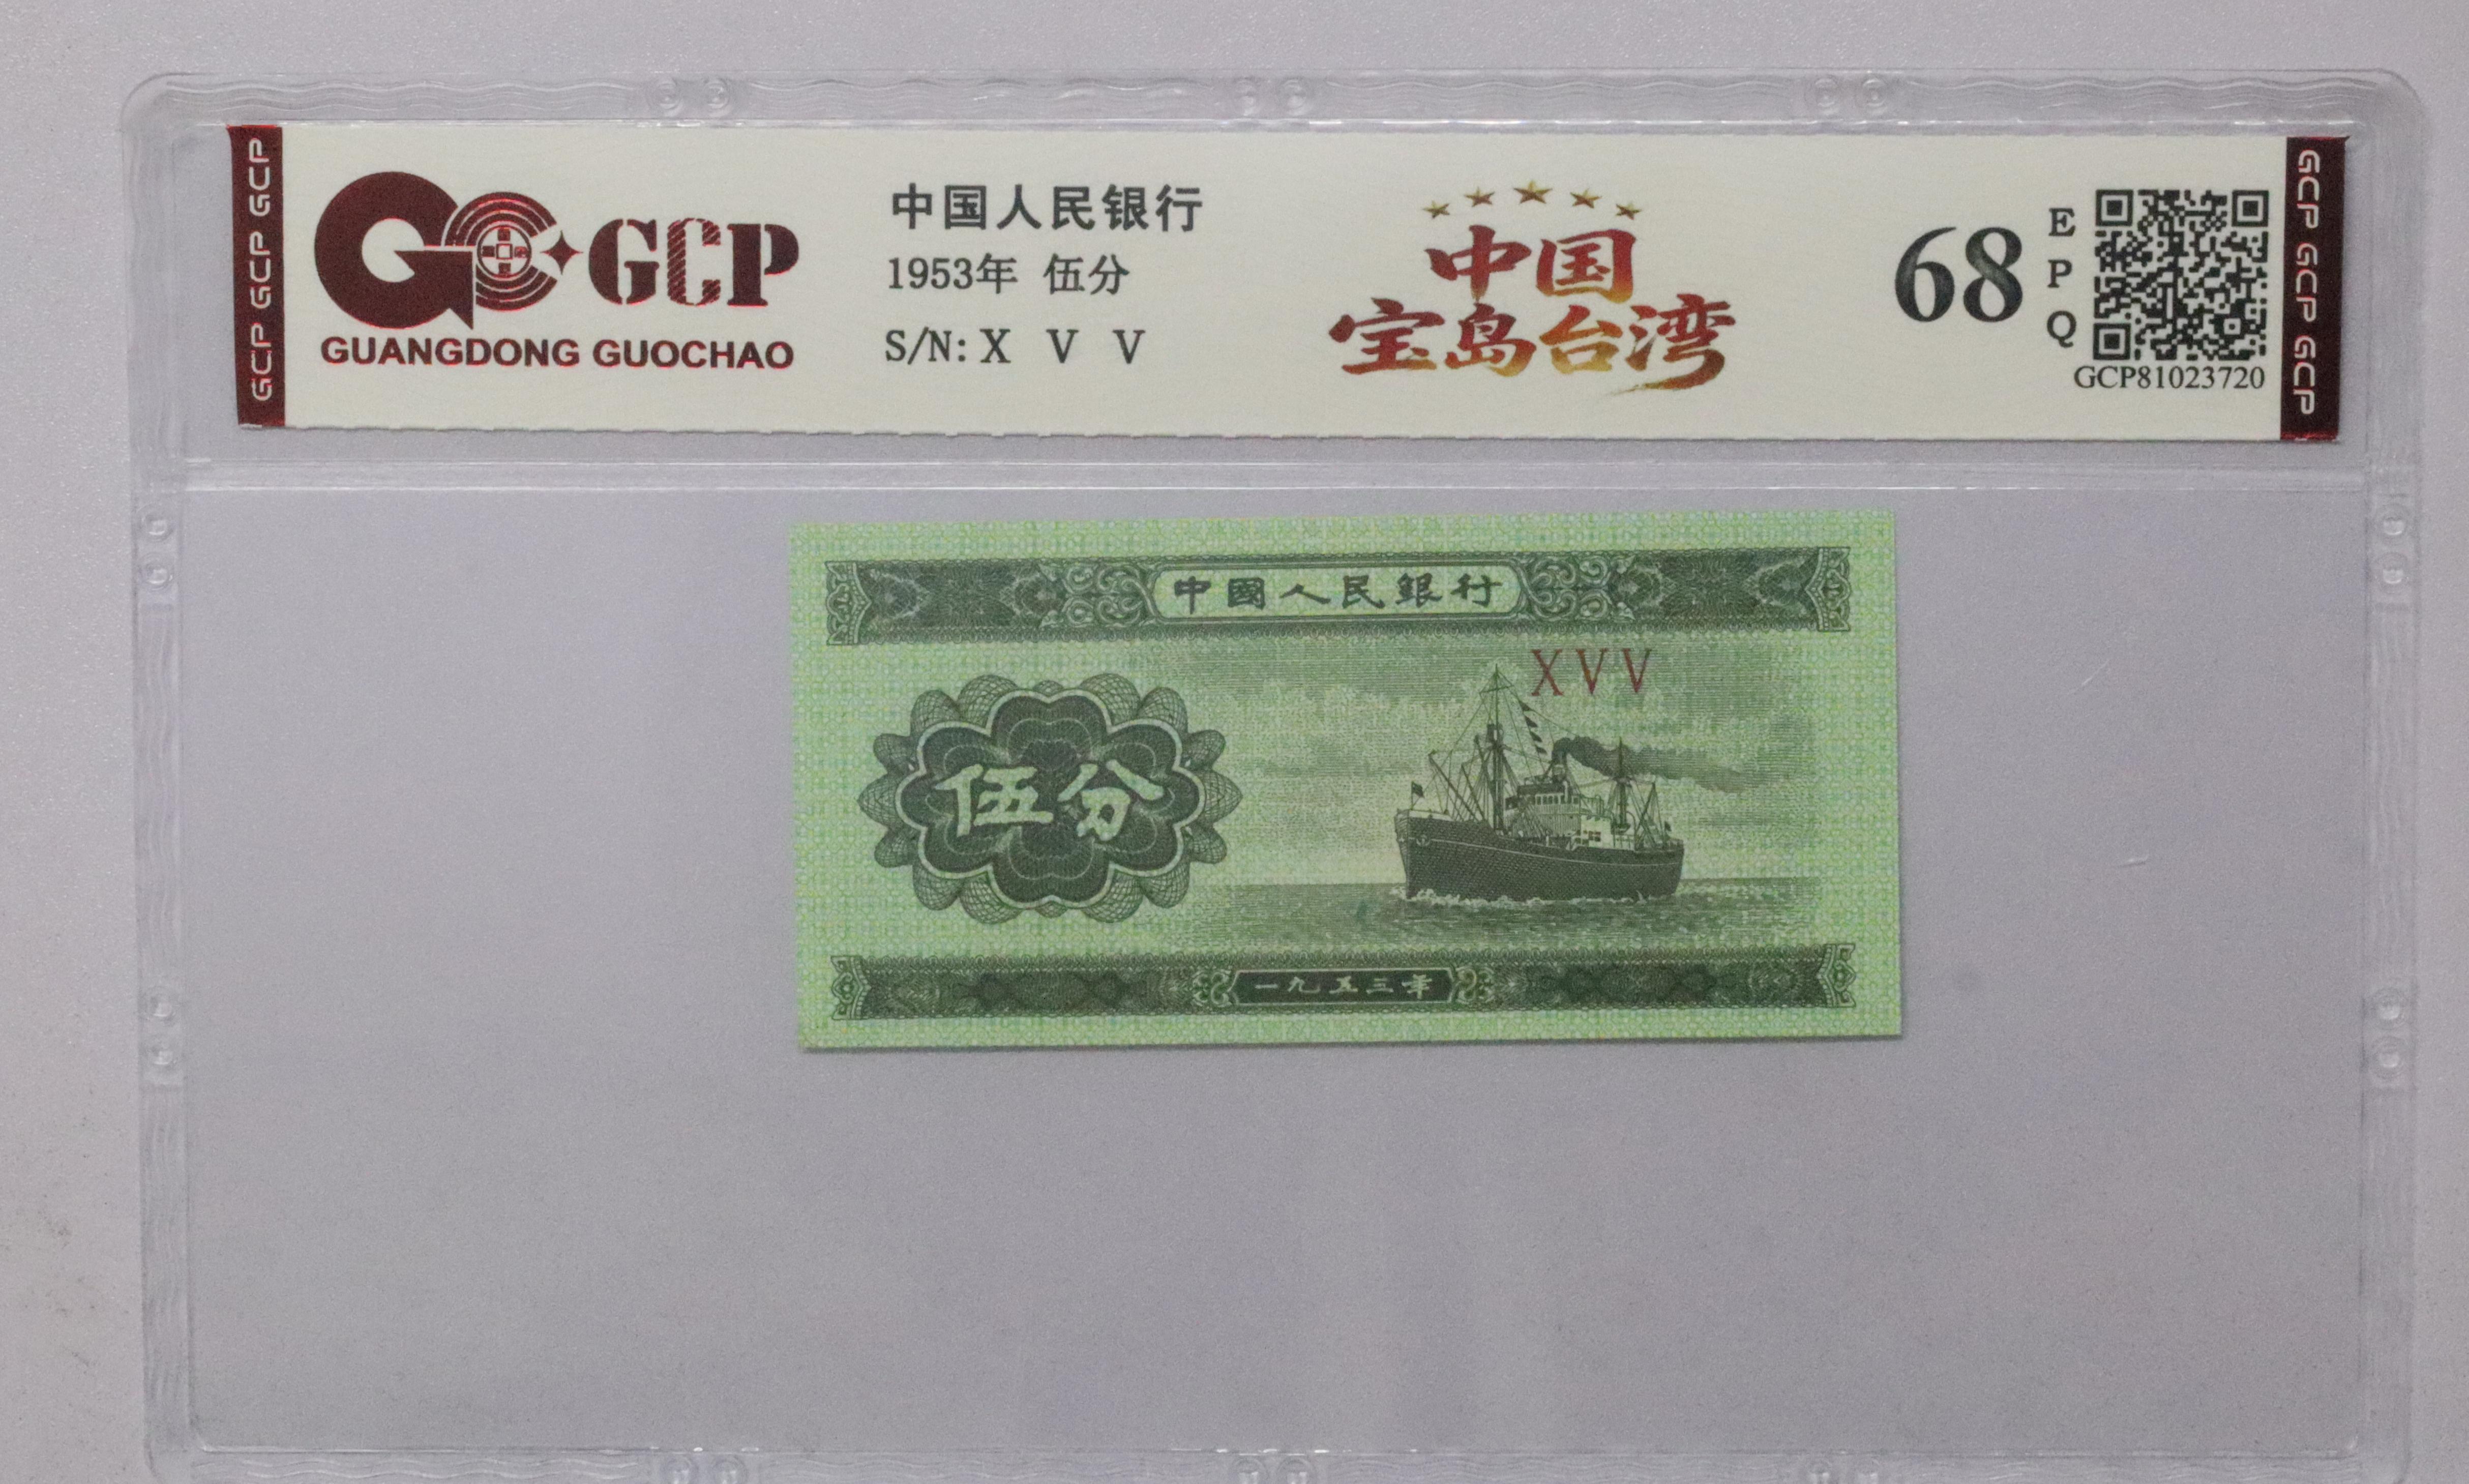 GCP GCP GCP
GCP
GUANGDONG GUOCHAO
中国人民银行
1953年 伍分
S/N: X V V
中国
宝岛台湾
68
E
P
Q
GCP81023720
GCP GCP GCP
中國人民銀行
XVV
伍分
一九五三年